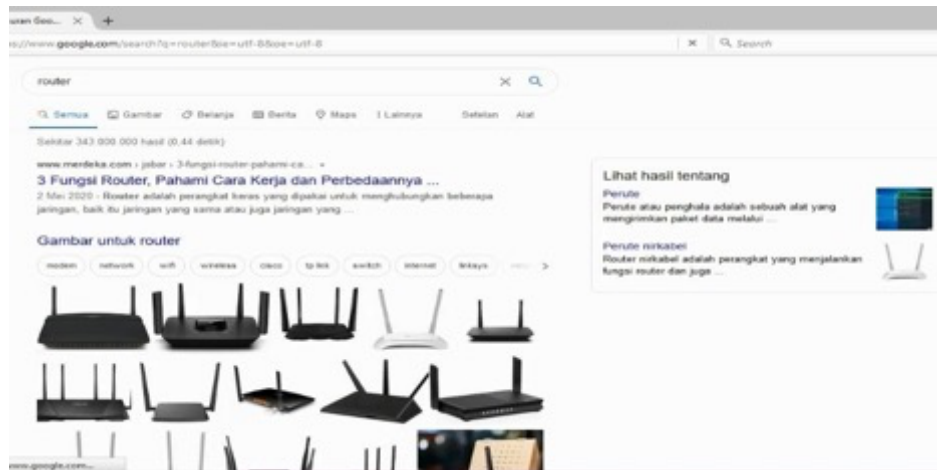 uran Goo...
www.google.com/search?q=router&oe=utf-8&oe=utf-8
Search
router
Semua Gambar Belanja Berita Maps Lainnya Setelan Alat
Sekitar 343.000.000 hasil (0,44 detik)
www.merdeka.com › jabar › 3-fungsi-router-pahami-ca...
3 Fungsi Router, Pahami Cara Kerja dan Perbedaannya ...
2 Mei 2020 - Router adalah perangkat keras yang dipakai untuk menghubungkan beberapa
jaringan, baik itu jaringan yang sama atau juga jaringan yang ...
Gambar untuk router
modem network wifi wireless cisco tp link switch internet linksys
Lihat hasil tentang
Perute
Perute atau penghala adalah sebuah alat yang
mengirimkan paket data melalui ...
Perute nirkabel
Router nirkabel adalah perangkat yang menjalankan
fungsi router dan juga ...
www.google.com...